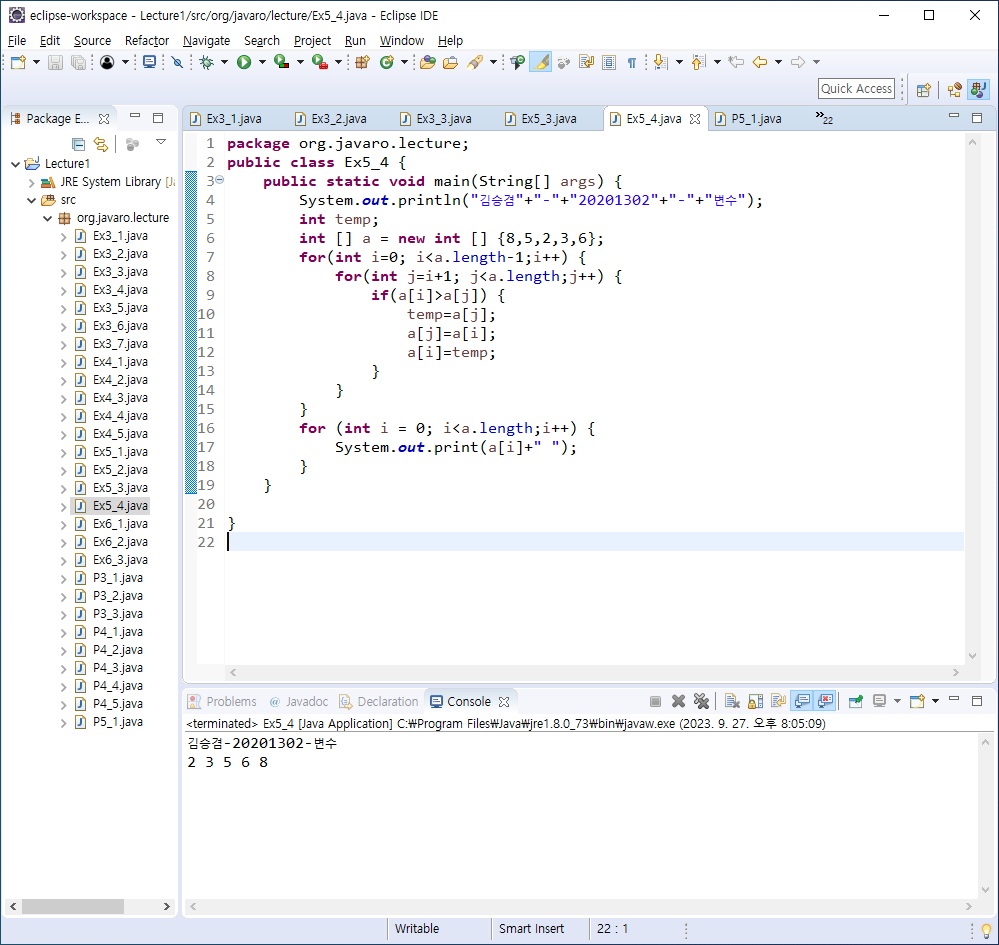 eclipse-workspace - Lecture1/src/org/javaro/lecture/Ex5_4.java - Eclipse IDE
File Edit Source Refactor Navigate Search Project Run Window Help
Quick Access
Package E...
Lecture1
JRE System Library [Ja
src
org.javaro.lecture
Ex3_1.java
Ex3_2.java
Ex3_3.java
Ex3_4.java
Ex3_5.java
Ex3_6.java
Ex3_7.java
Ex4_1.java
Ex4_2.java
Ex4_3.java
Ex4_4.java
Ex4_5.java
Ex5_1.java
Ex5_2.java
Ex5_3.java
Ex5_4.java
Ex6_1.java
Ex6_2.java
Ex6_3.java
P3_1.java
P3_2.java
P3_3.java
P4_1.java
P4_2.java
P4_3.java
P4_4.java
P4_5.java
P5_1.java
Ex3_1.java Ex3_2.java Ex3_3.java Ex5_3.java Ex5_4.java P5_1.java »22
1 package org.javaro.lecture;
2 public class Ex5_4 {
3 public static void main(String[] args) {
4 System.out.println("김승겸"+"-"+"20201302"+"-"+"변수");
5 int temp;
6 int [] a = new int [] {8,5,2,3,6};
7 for(int i=0; i<a.length-1;i++) {
8 for(int j=i+1; j<a.length;j++) {
9 if(a[i]>a[j]) {
10 temp=a[j];
11 a[j]=a[i];
12 a[i]=temp;
13 }
14 }
15 }
16 for (int i = 0; i<a.length;i++) {
17 System.out.print(a[i]+" ");
18 }
19 }
20
21 }
22
Problems Javadoc Declaration Console
<terminated> Ex5_4 [Java Application] C:₩Program Files₩Java₩jre1.8.0_73₩bin₩javaw.exe (2023. 9. 27. 오후 8:05:09)
김승겸-20201302-변수
2 3 5 6 8
Writable Smart Insert 22 : 1